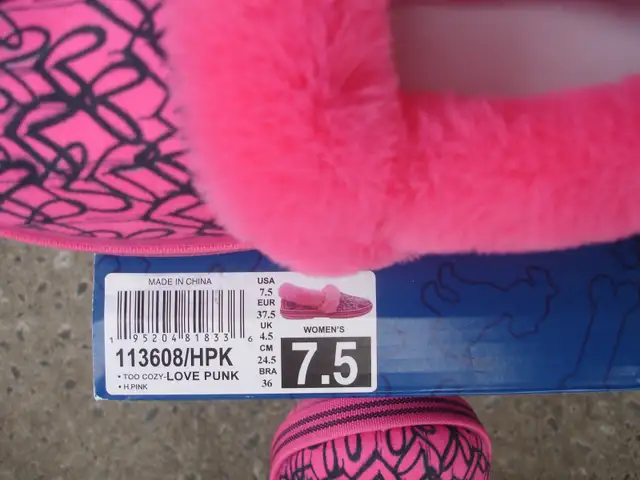 MADE IN CHINA
1 95204 81833 6
113608/HPK
• TOO COZY-LOVE PUNK
• H.PINK
USA
7.5
EUR
37.5
UK
4.5
CM
24.5
BRA
36
WOMEN'S
7.5